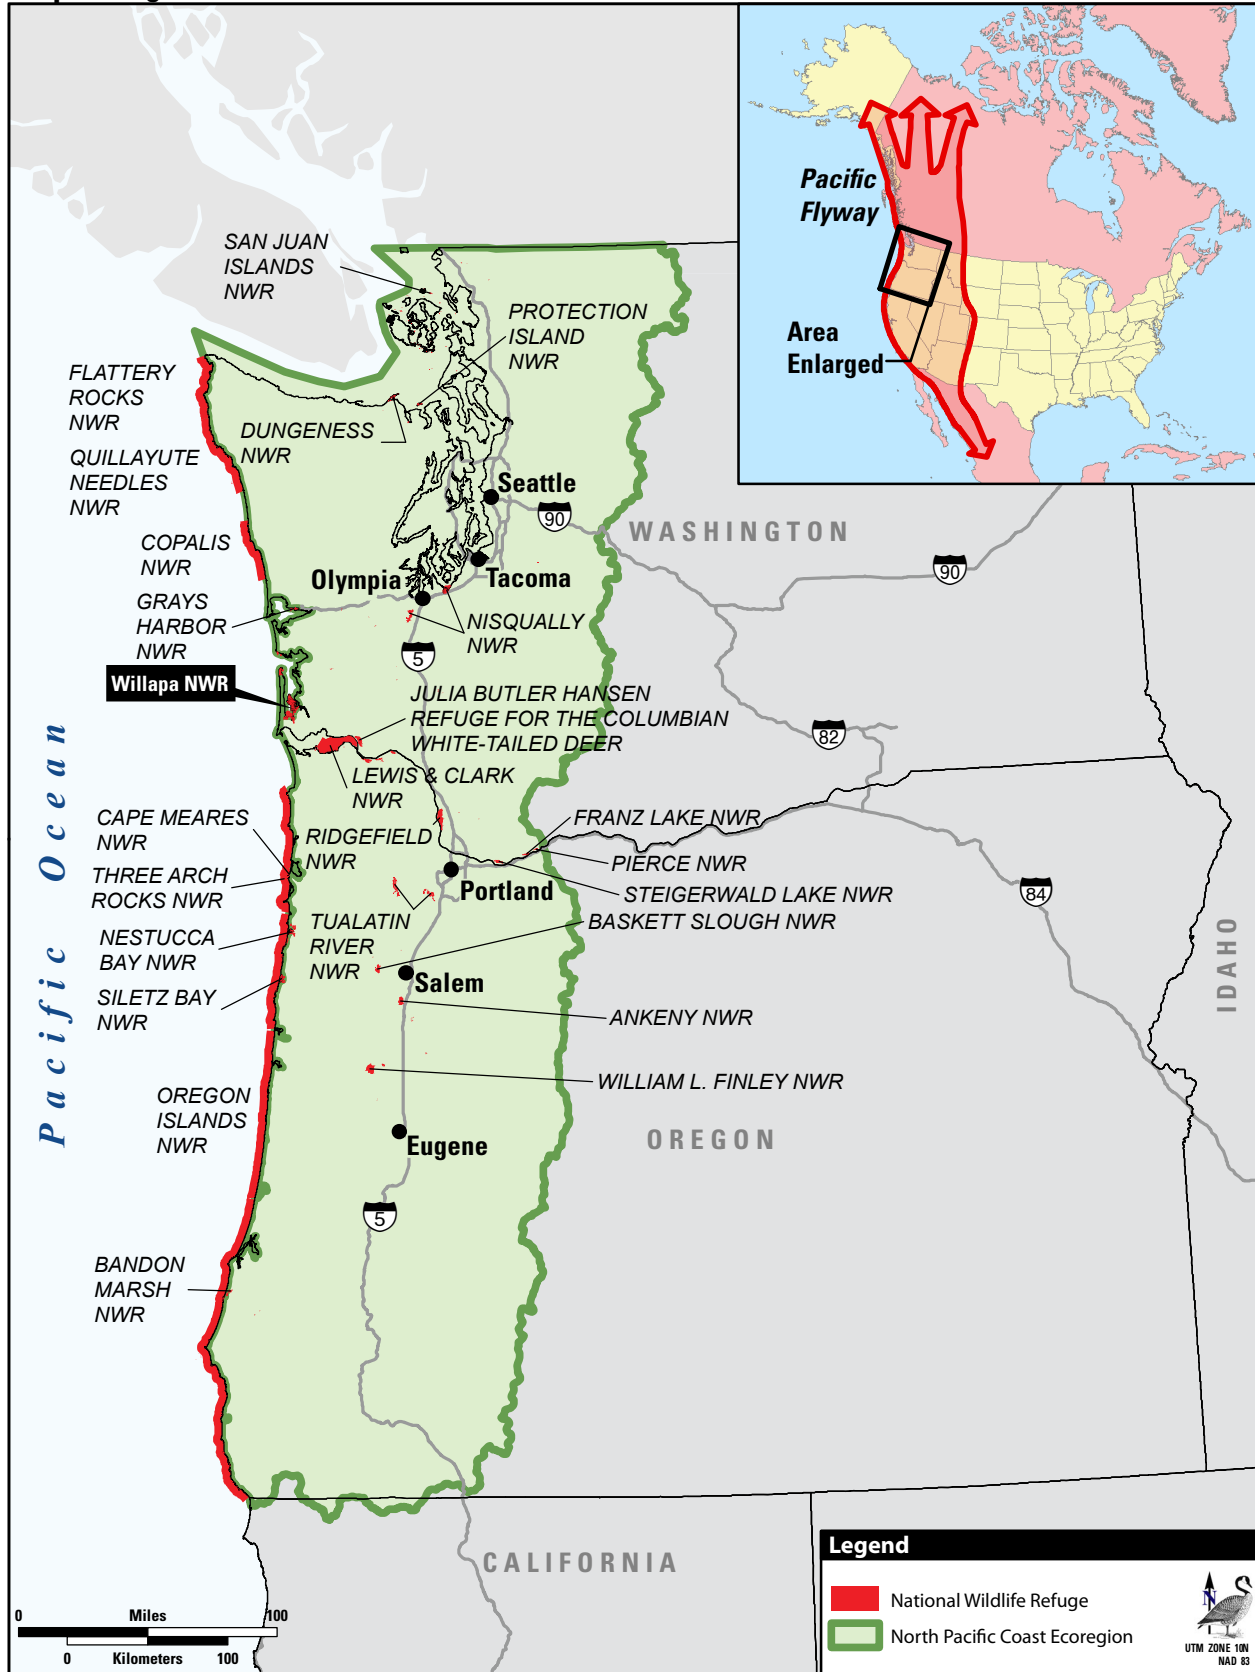 Pacific
Flyway
Area
Enlarged
SAN JUAN
ISLANDS
NWR
PROTECTION
ISLAND
NWR
FLATTERY
ROCKS
NWR
DUNGENESS
NWR
QUILLAYUTE
NEEDLES
NWR
Seattle
90
WASHINGTON
COPALIS
NWR
90
Olympia
Tacoma
GRAYS
HARBOR
NWR
NISQUALLY
NWR
5
Willapa NWR
JULIA BUTLER HANSEN
REFUGE FOR THE COLUMBIAN
WHITE-TAILED DEER
82
LEWIS & CLARK
NWR
CAPE MEARES
NWR
RIDGEFIELD
NWR
FRANZ LAKE NWR
PIERCE NWR
THREE ARCH
ROCKS NWR
Portland
STEIGERWALD LAKE NWR
84
TUALATIN
RIVER
NWR
BASKETT SLOUGH NWR
NESTUCCA
BAY NWR
Pacific Ocean
IDAHO
Salem
SILETZ BAY
NWR
ANKENY NWR
WILLIAM L. FINLEY NWR
OREGON
ISLANDS
NWR
Eugene
OREGON
5
BANDON
MARSH
NWR
CALIFORNIA
Legend
National Wildlife Refuge
North Pacific Coast Ecoregion
N
UTM ZONE 10N
NAD 83
0 Miles 100
0 Kilometers 100